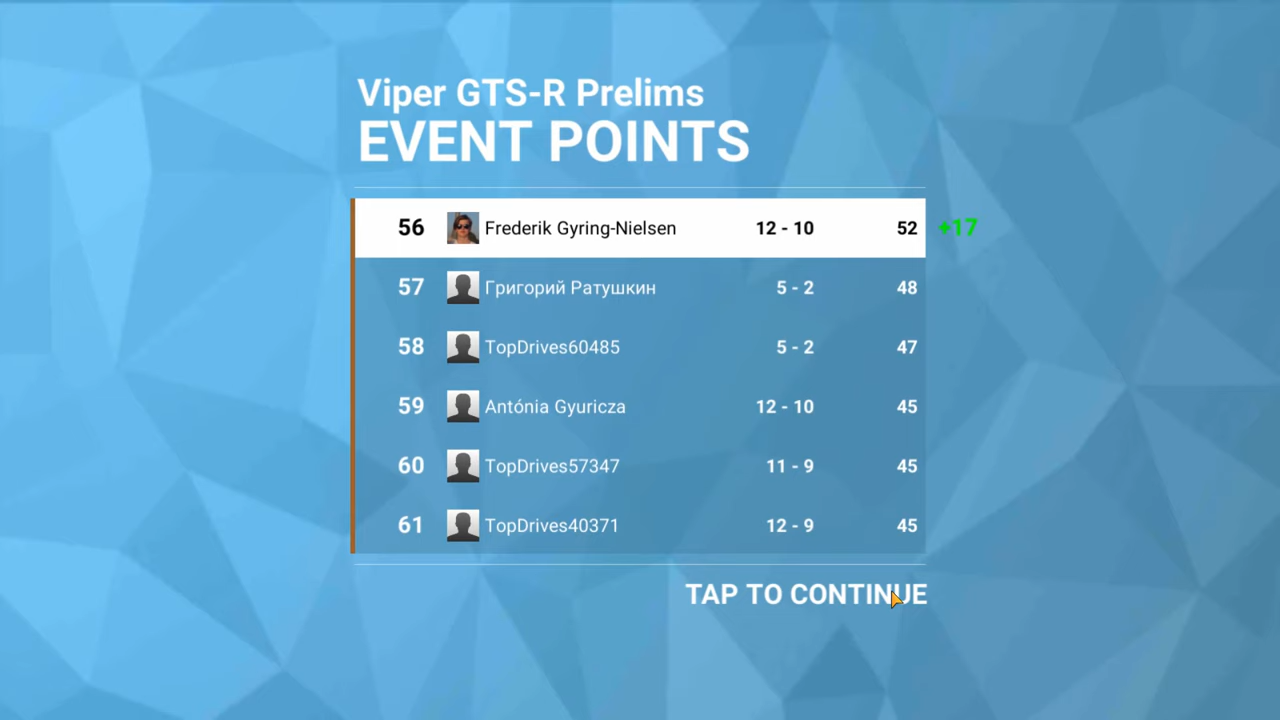 Viper GTS-R Prelims
EVENT POINTS
56 Frederik Gyring-Nielsen 12 - 10 52 +17
57 Григорий Ратушкин 5 - 2 48
58 TopDrives60485 5 - 2 47
59 Antónia Gyuricza 12 - 10 45
60 TopDrives57347 11 - 9 45
61 TopDrives40371 12 - 9 45
TAP TO CONTINUE